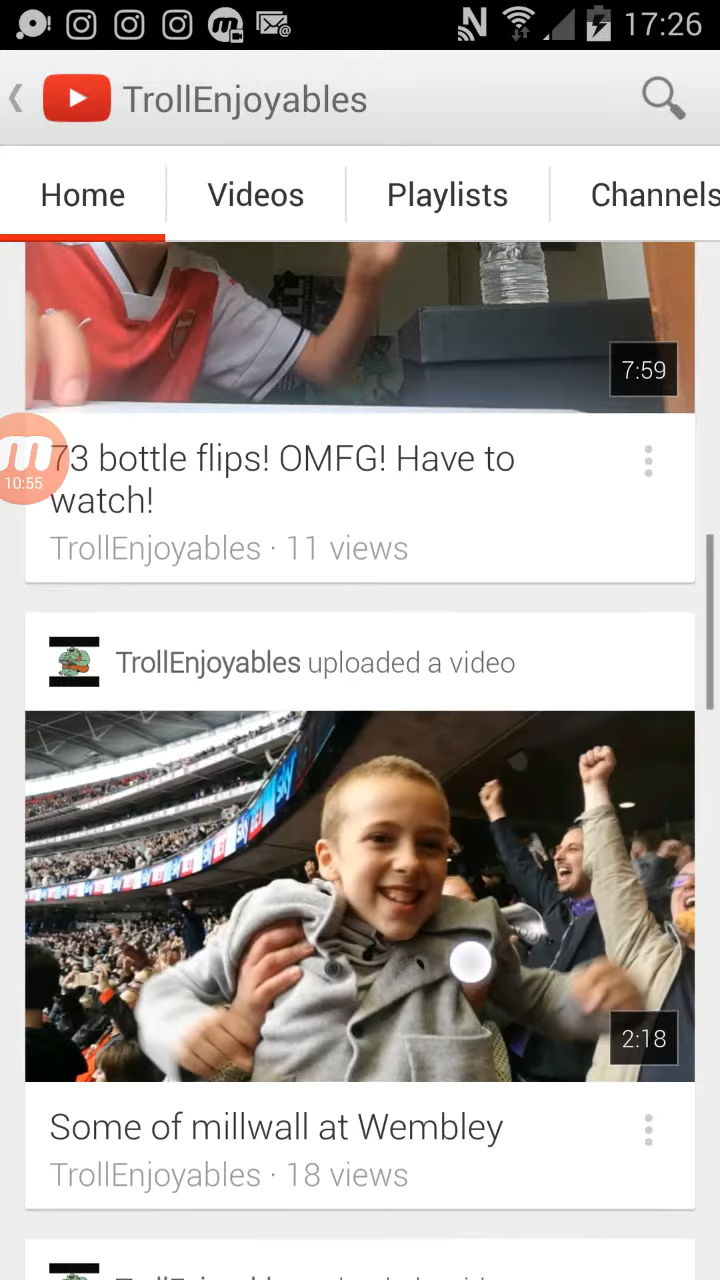 17:26
TrollEnjoyables
Home Videos Playlists Channels
7:59
m
10:55
73 bottle flips! OMFG! Have to
watch!
TrollEnjoyables · 11 views
TrollEnjoyables uploaded a video
sky
2:18
Some of millwall at Wembley
TrollEnjoyables · 18 views